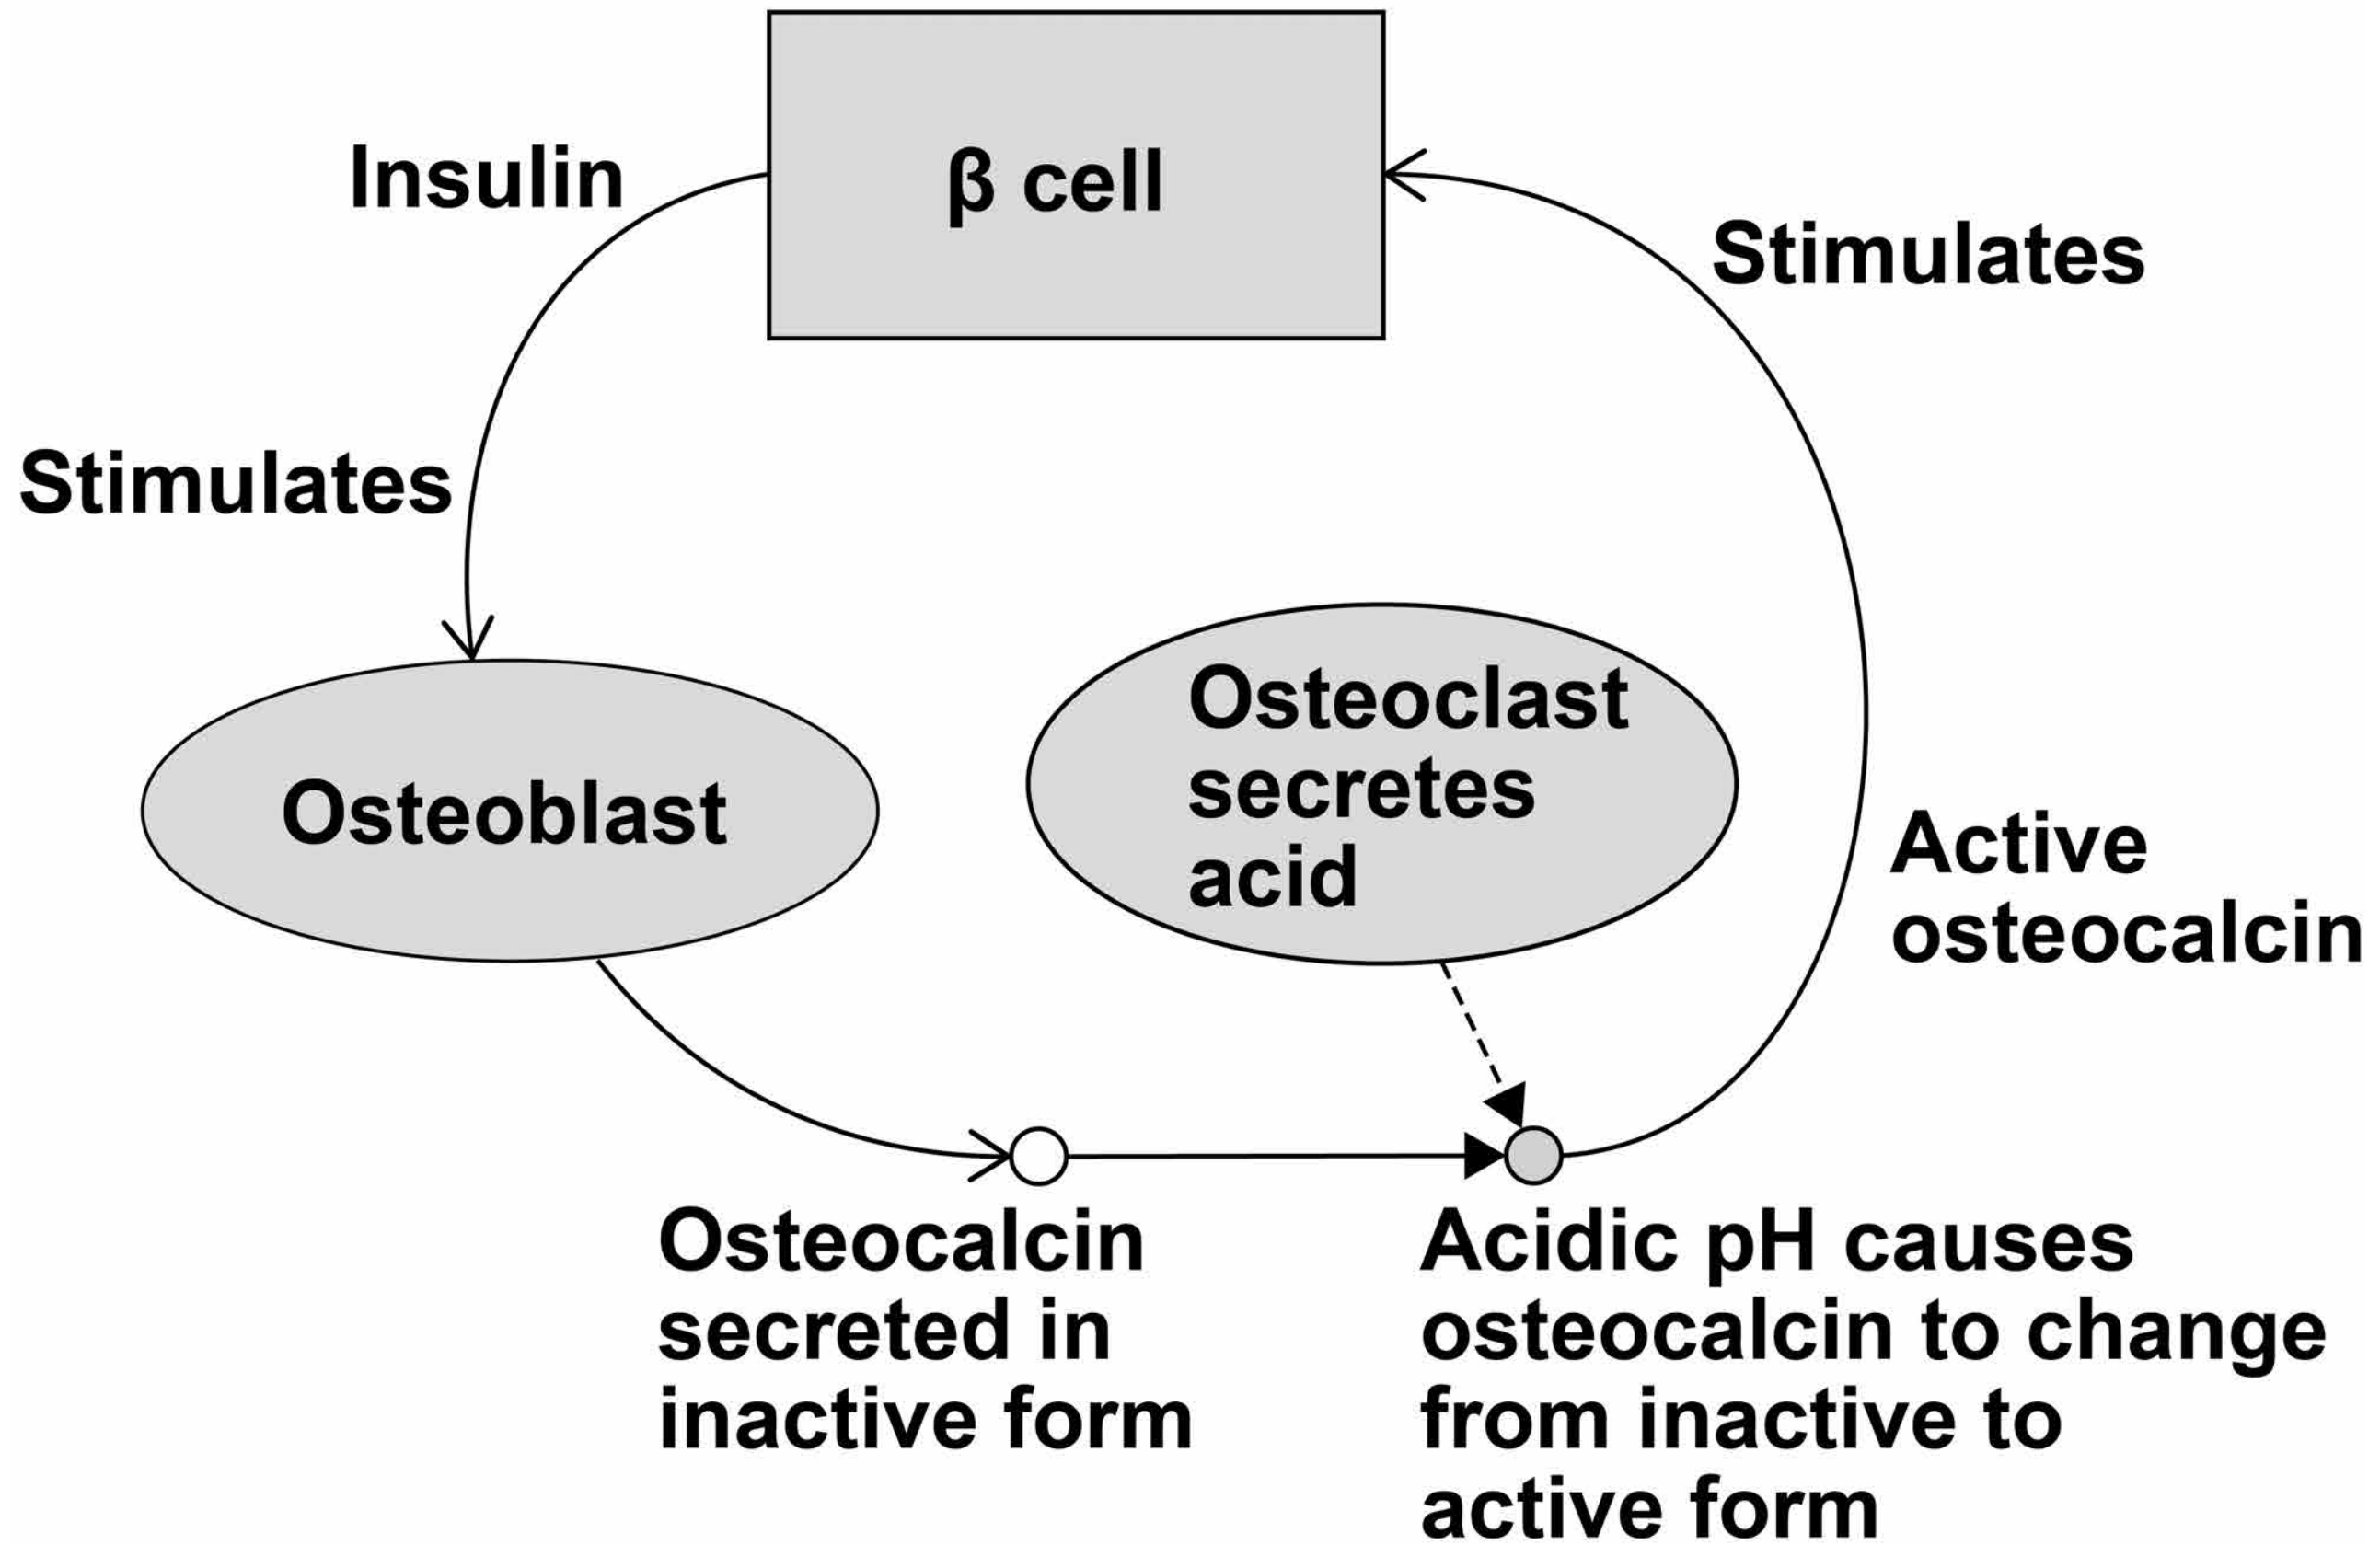 Insulin
β cell
Stimulates
Stimulates
Osteoblast
Osteoclast
secretes
acid
Active
osteocalcin
Osteocalcin
secreted in
inactive form
Acidic pH causes
osteocalcin to change
from inactive to
active form